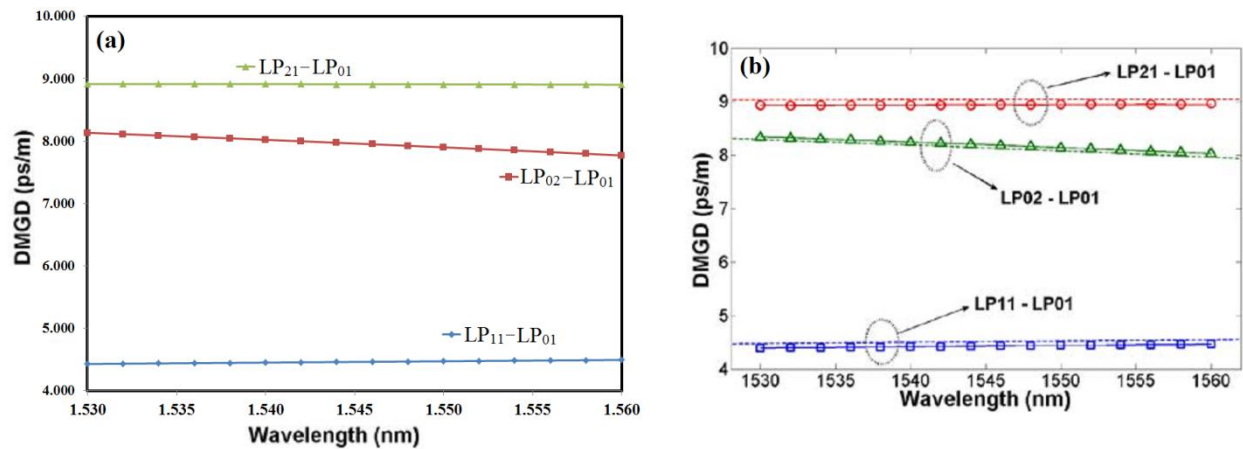 (a)
10.000
9.000
8.000
7.000
6.000
5.000
4.000
DMGD (ps/m)
LP21−LP01
LP02−LP01
LP11−LP01
1.530 1.535 1.540 1.545 1.550 1.555 1.560
Wavelength (nm)
(b)
10
9
8
7
6
5
4
DMGD (ps/m)
LP21 - LP01
LP02 - LP01
LP11 - LP01
1530 1535 1540 1545 1550 1555 1560
Wavelength (nm)